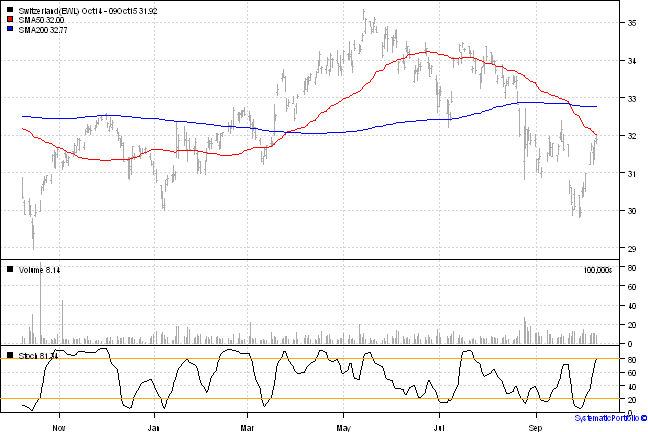 Switzerland(EWL) Oct14 - 09Oct15 31.92
SMA50 32.00
SMA200 32.77
35
34
33
32
31
30
29
Volume 8.14
100,000s
80
60
40
20
0
Stoch 81.34
80
60
40
20
0
Nov Jan Mar May Jul Sep
SystematicPortfolio ©